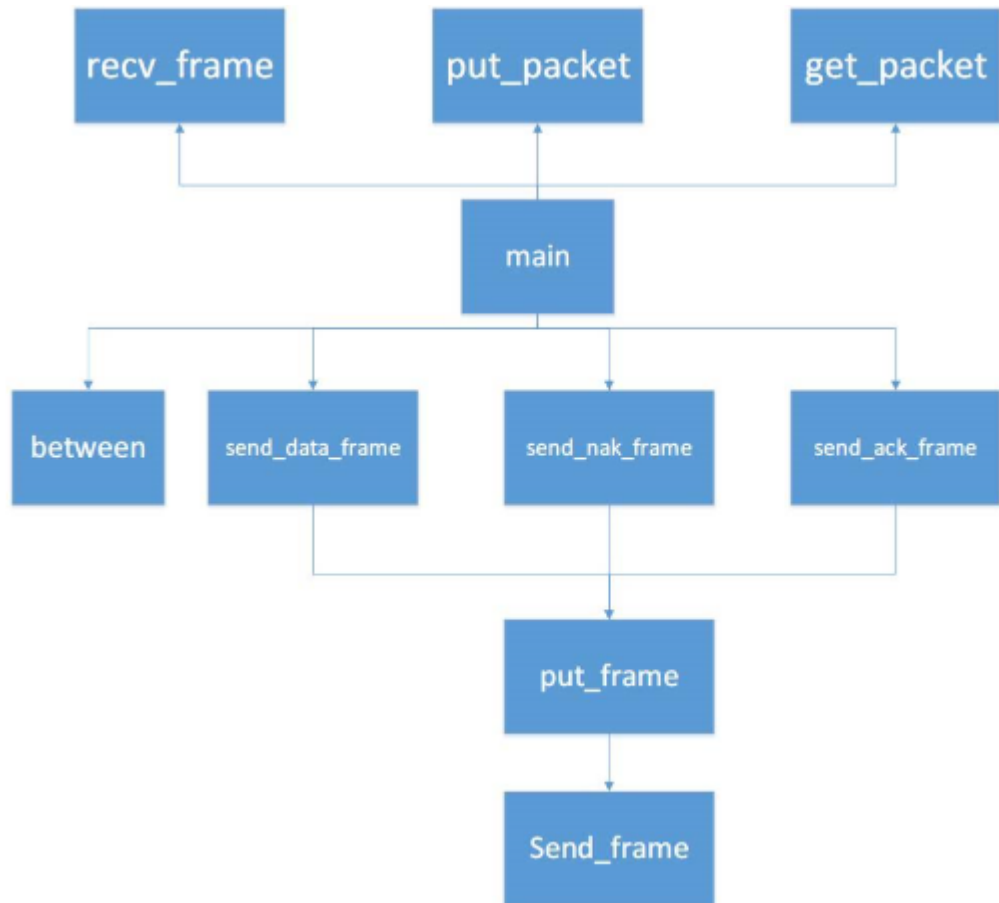 recv_frame
put_packet
get_packet
main
between
send_data_frame
send_nak_frame
send_ack_frame
put_frame
Send_frame